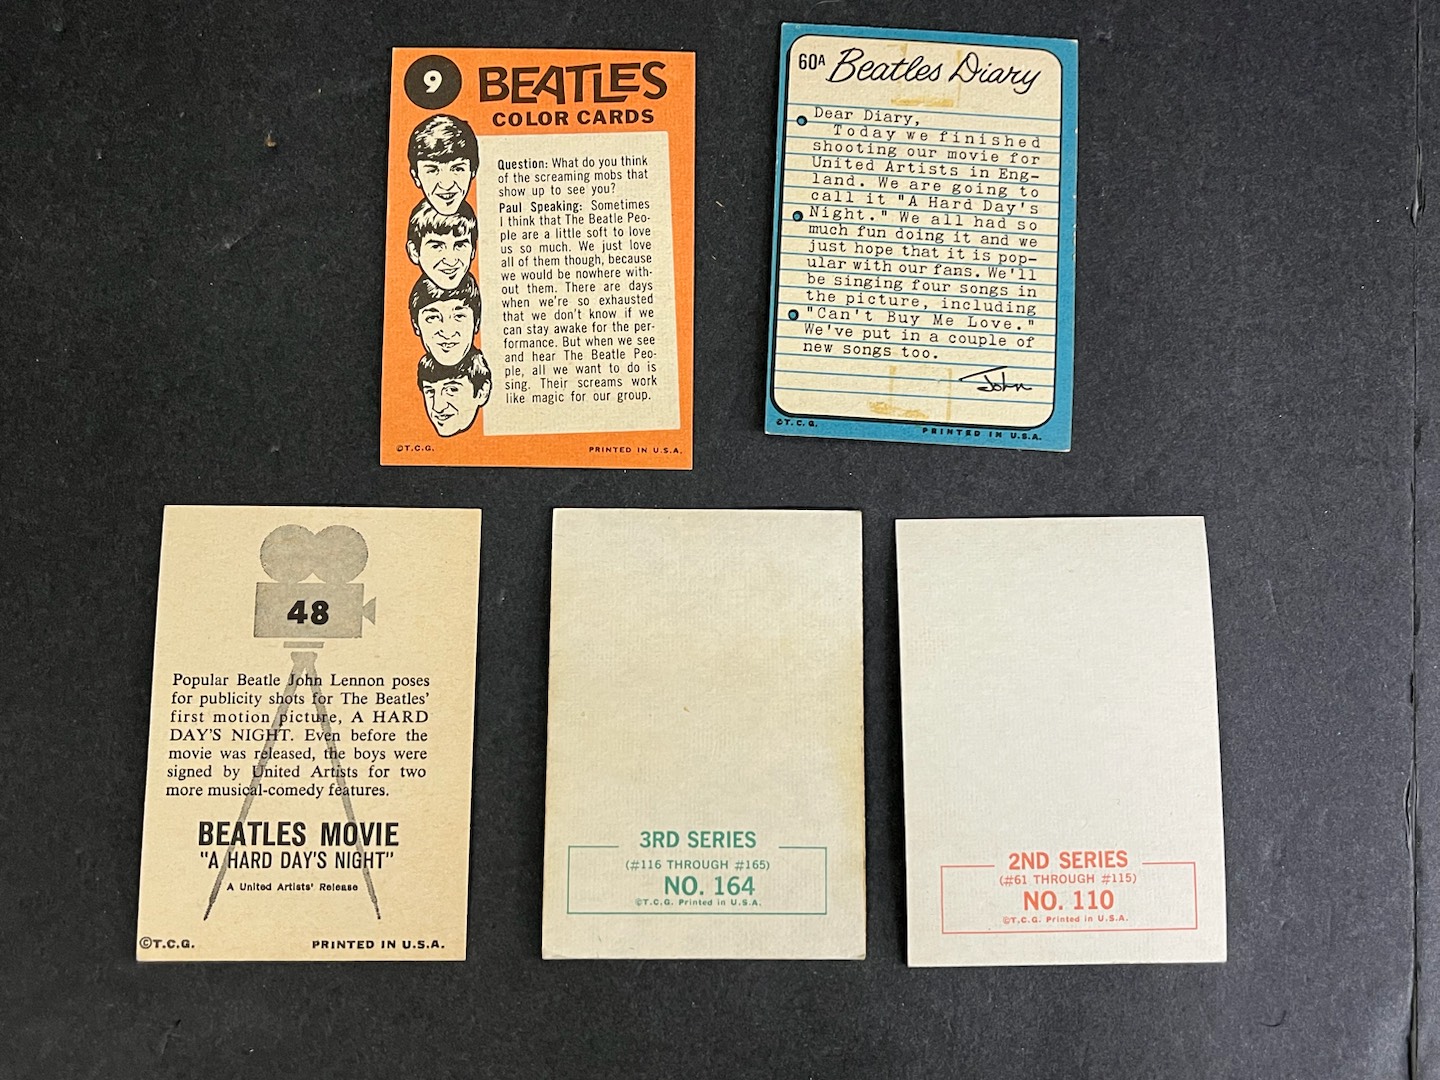 9
BEATLES
COLOR CARDS
Question: What do you think
of the screaming mobs that
show up to see you?
Paul Speaking: Sometimes
I think that The Beatle Peo-
ple are a little soft to love
us so much. We just love
all of them though, because
we would be nowhere with-
out them. There are days
when we're so exhausted
that we don't know if we
can stay awake for the per-
formance. But when we see
and hear The Beatle Peo-
ple, all we want to do is
sing. Their screams work
like magic for our group.
©T.C.G.
PRINTED IN U.S.A.
60A Beatles Diary
Dear Diary,
Today we finished
shooting our movie for
United Artists in Eng-
land. We are going to
call it "A Hard Day's
Night." We all had so
much fun doing it and we
just hope that it is pop-
ular with our fans. We'll
be singing four songs in
the picture, including
"Can't Buy Me Love."
We've put in a couple of
new songs too.
John
©T.C.G.
PRINTED IN U.S.A.
48
Popular Beatle John Lennon poses
for publicity shots for The Beatles'
first motion picture, A HARD
DAY'S NIGHT. Even before the
movie was released, the boys were
signed by United Artists for two
more musical-comedy features.
BEATLES MOVIE
"A HARD DAY'S NIGHT"
A United Artists' Release
©T.C.G.
PRINTED IN U.S.A.
3RD SERIES
(#116 THROUGH #165)
NO. 164
©T.C.G. Printed in U.S.A.
2ND SERIES
(#61 THROUGH #115)
NO. 110
©T.C.G. Printed in U.S.A.